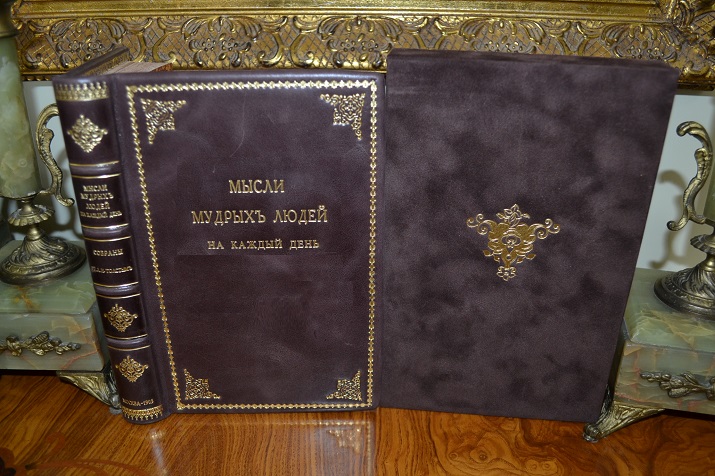 МЫСЛИ
МУДРЫХЪ
ЛЮДЕЙ
НА КАЖДЫЙ ДЕНЬ
СОБРАНЫ
МЫСЛИ
МУДРЫХЪ ЛЮДЕЙ
НА КАЖДЫЙ ДЕНЬ